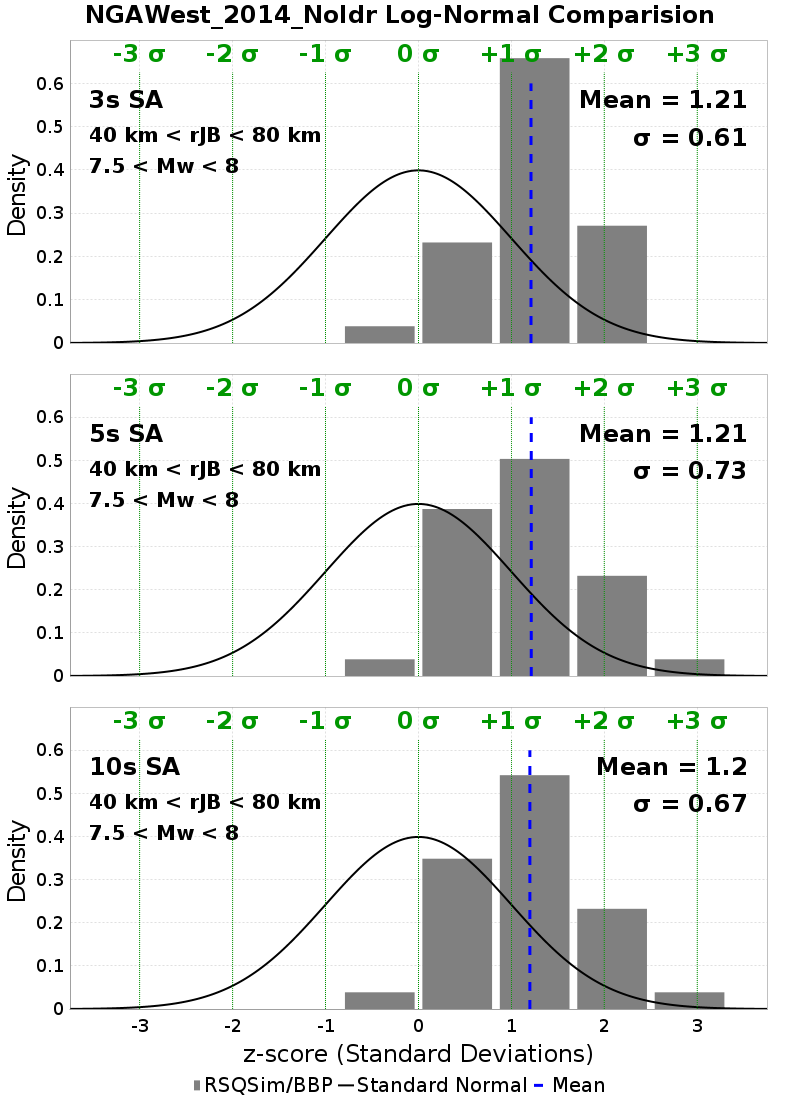 NGAWest_2014_NoIdr Log-Normal Comparision
-3 σ -2 σ -1 σ 0 σ +1 σ +2 σ +3 σ
3s SA
40 km < rJB < 80 km
7.5 < Mw < 8
Mean = 1.21
σ = 0.61
Density
0.6
0.5
0.4
0.3
0.2
0.1
0
-3 σ -2 σ -1 σ 0 σ +1 σ +2 σ +3 σ
5s SA
40 km < rJB < 80 km
7.5 < Mw < 8
Mean = 1.21
σ = 0.73
Density
0.6
0.5
0.4
0.3
0.2
0.1
0
-3 σ -2 σ -1 σ 0 σ +1 σ +2 σ +3 σ
10s SA
40 km < rJB < 80 km
7.5 < Mw < 8
Mean = 1.2
σ = 0.67
Density
0.6
0.5
0.4
0.3
0.2
0.1
0
-3 -2 -1 0 1 2 3
z-score (Standard Deviations)
RSQSim/BBP Standard Normal Mean